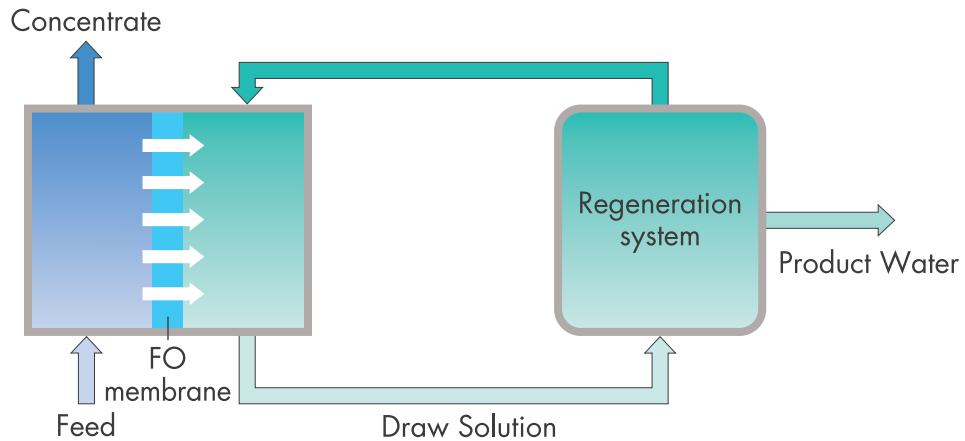 Concentrate
Regeneration
system
Product Water
FO
membrane
Feed
Draw Solution